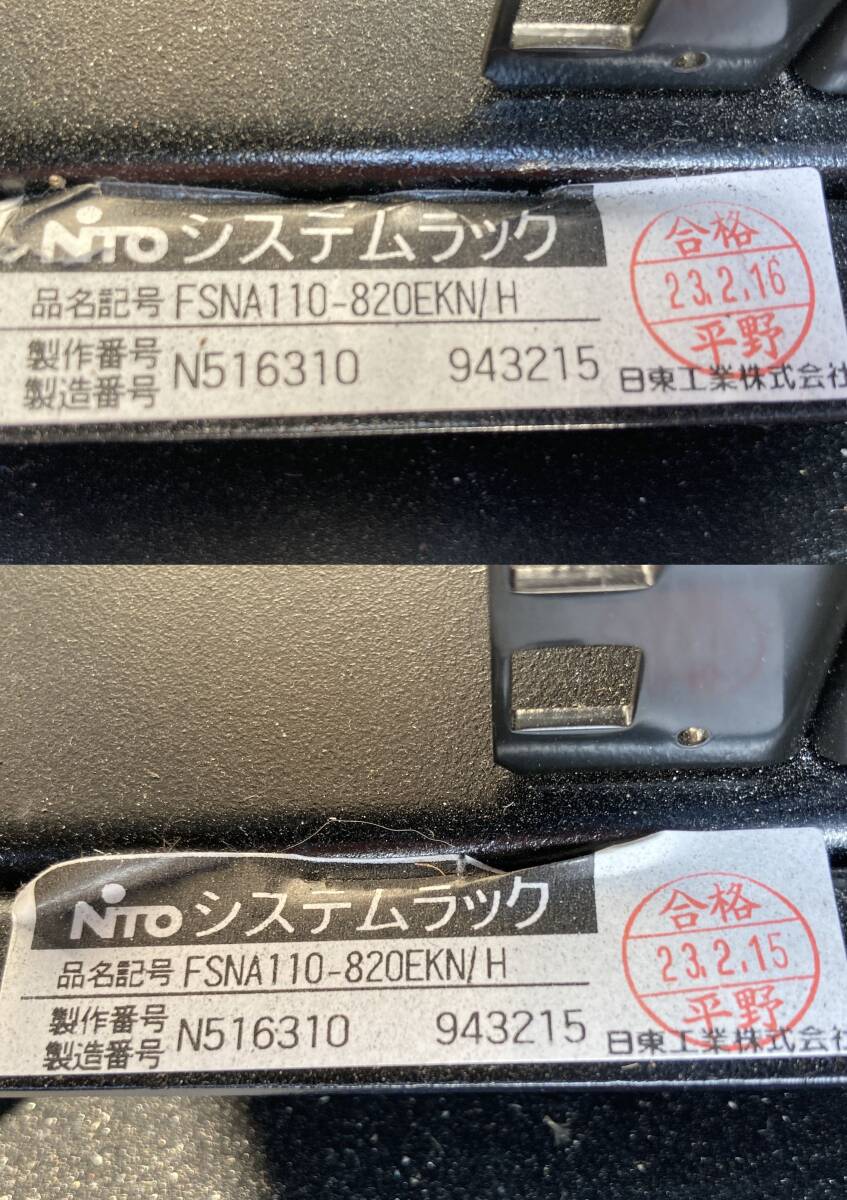 NITO システムラック
合格
品名記号 FSNA110-820EKN/H
23.2.16
平野
製作番号
製造番号 N516310 943215
日東工業株式会社
NITO システムラック
合格
品名記号 FSNA110-820EKN/H
23.2.15
平野
製作番号
製造番号 N516310 943215
日東工業株式会社